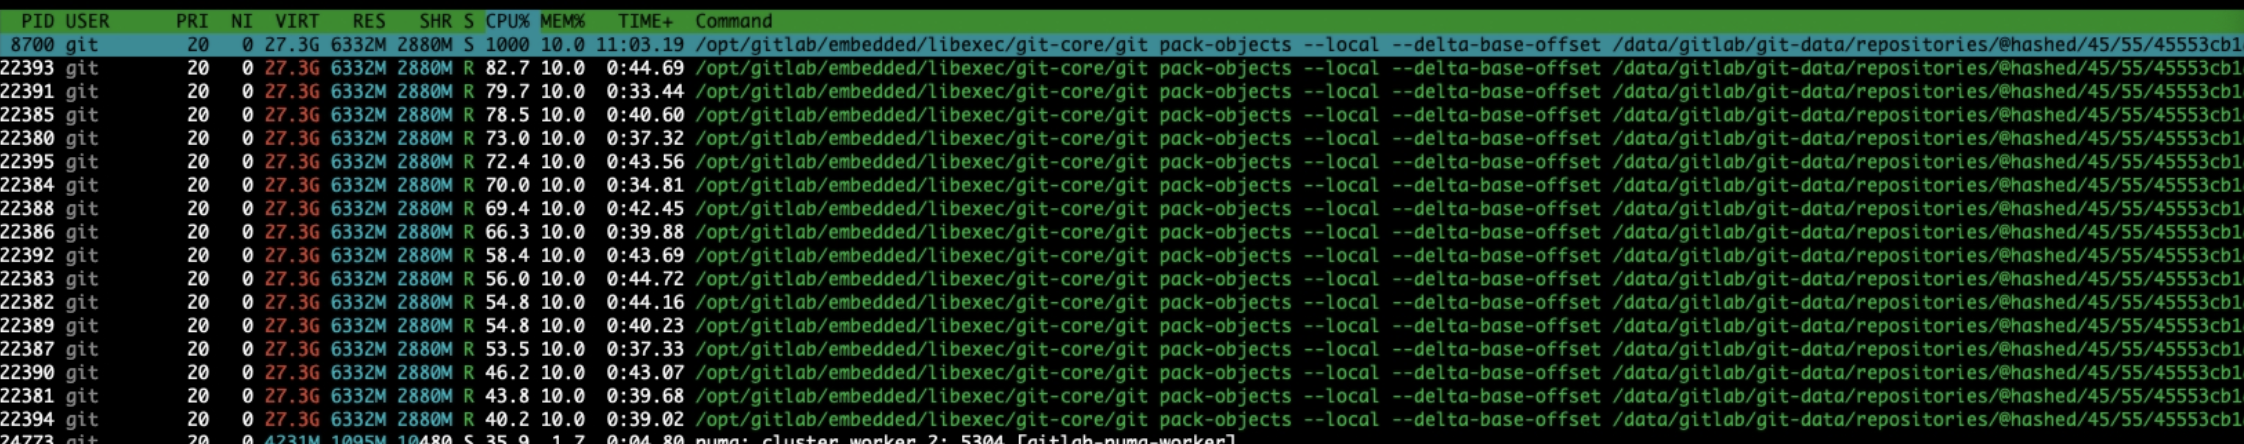 PID USER PRI NI VIRT RES SHR S CPU% MEM% TIME+ Command
8700 git 20 0 27.3G 6332M 2880M S 1000 10.0 11:03.19 /opt/gitlab/embedded/libexec/git-core/git pack-objects --local --delta-base-offset /data/gitlab/git-data/repositories/@hashed/45/55/45553cb1
22393 git 20 0 27.3G 6332M 2880M R 82.7 10.0 0:44.69 /opt/gitlab/embedded/libexec/git-core/git pack-objects --local --delta-base-offset /data/gitlab/git-data/repositories/@hashed/45/55/45553cb1
22391 git 20 0 27.3G 6332M 2880M R 79.7 10.0 0:33.44 /opt/gitlab/embedded/libexec/git-core/git pack-objects --local --delta-base-offset /data/gitlab/git-data/repositories/@hashed/45/55/45553cb1
22385 git 20 0 27.3G 6332M 2880M R 78.5 10.0 0:40.60 /opt/gitlab/embedded/libexec/git-core/git pack-objects --local --delta-base-offset /data/gitlab/git-data/repositories/@hashed/45/55/45553cb1
22380 git 20 0 27.3G 6332M 2880M R 73.0 10.0 0:37.32 /opt/gitlab/embedded/libexec/git-core/git pack-objects --local --delta-base-offset /data/gitlab/git-data/repositories/@hashed/45/55/45553cb1
22395 git 20 0 27.3G 6332M 2880M R 72.4 10.0 0:43.56 /opt/gitlab/embedded/libexec/git-core/git pack-objects --local --delta-base-offset /data/gitlab/git-data/repositories/@hashed/45/55/45553cb1
22384 git 20 0 27.3G 6332M 2880M R 70.0 10.0 0:34.81 /opt/gitlab/embedded/libexec/git-core/git pack-objects --local --delta-base-offset /data/gitlab/git-data/repositories/@hashed/45/55/45553cb1
22388 git 20 0 27.3G 6332M 2880M R 69.4 10.0 0:42.45 /opt/gitlab/embedded/libexec/git-core/git pack-objects --local --delta-base-offset /data/gitlab/git-data/repositories/@hashed/45/55/45553cb1
22386 git 20 0 27.3G 6332M 2880M R 66.3 10.0 0:39.88 /opt/gitlab/embedded/libexec/git-core/git pack-objects --local --delta-base-offset /data/gitlab/git-data/repositories/@hashed/45/55/45553cb1
22392 git 20 0 27.3G 6332M 2880M R 58.4 10.0 0:43.69 /opt/gitlab/embedded/libexec/git-core/git pack-objects --local --delta-base-offset /data/gitlab/git-data/repositories/@hashed/45/55/45553cb1
22383 git 20 0 27.3G 6332M 2880M R 56.0 10.0 0:44.72 /opt/gitlab/embedded/libexec/git-core/git pack-objects --local --delta-base-offset /data/gitlab/git-data/repositories/@hashed/45/55/45553cb1
22382 git 20 0 27.3G 6332M 2880M R 54.8 10.0 0:44.16 /opt/gitlab/embedded/libexec/git-core/git pack-objects --local --delta-base-offset /data/gitlab/git-data/repositories/@hashed/45/55/45553cb1
22389 git 20 0 27.3G 6332M 2880M R 54.8 10.0 0:40.23 /opt/gitlab/embedded/libexec/git-core/git pack-objects --local --delta-base-offset /data/gitlab/git-data/repositories/@hashed/45/55/45553cb1
22387 git 20 0 27.3G 6332M 2880M R 53.5 10.0 0:37.33 /opt/gitlab/embedded/libexec/git-core/git pack-objects --local --delta-base-offset /data/gitlab/git-data/repositories/@hashed/45/55/45553cb1
22390 git 20 0 27.3G 6332M 2880M R 46.2 10.0 0:43.07 /opt/gitlab/embedded/libexec/git-core/git pack-objects --local --delta-base-offset /data/gitlab/git-data/repositories/@hashed/45/55/45553cb1
22381 git 20 0 27.3G 6332M 2880M R 43.8 10.0 0:39.68 /opt/gitlab/embedded/libexec/git-core/git pack-objects --local --delta-base-offset /data/gitlab/git-data/repositories/@hashed/45/55/45553cb1
22394 git 20 0 27.3G 6332M 2880M R 40.2 10.0 0:39.02 /opt/gitlab/embedded/libexec/git-core/git pack-objects --local --delta-base-offset /data/gitlab/git-data/repositories/@hashed/45/55/45553cb1
24773 git 20 0 4231M 1095M 10480 S 35.9 1.7 0:04.80 puma: cluster worker 2: 5304 [gitlab-puma-worker]